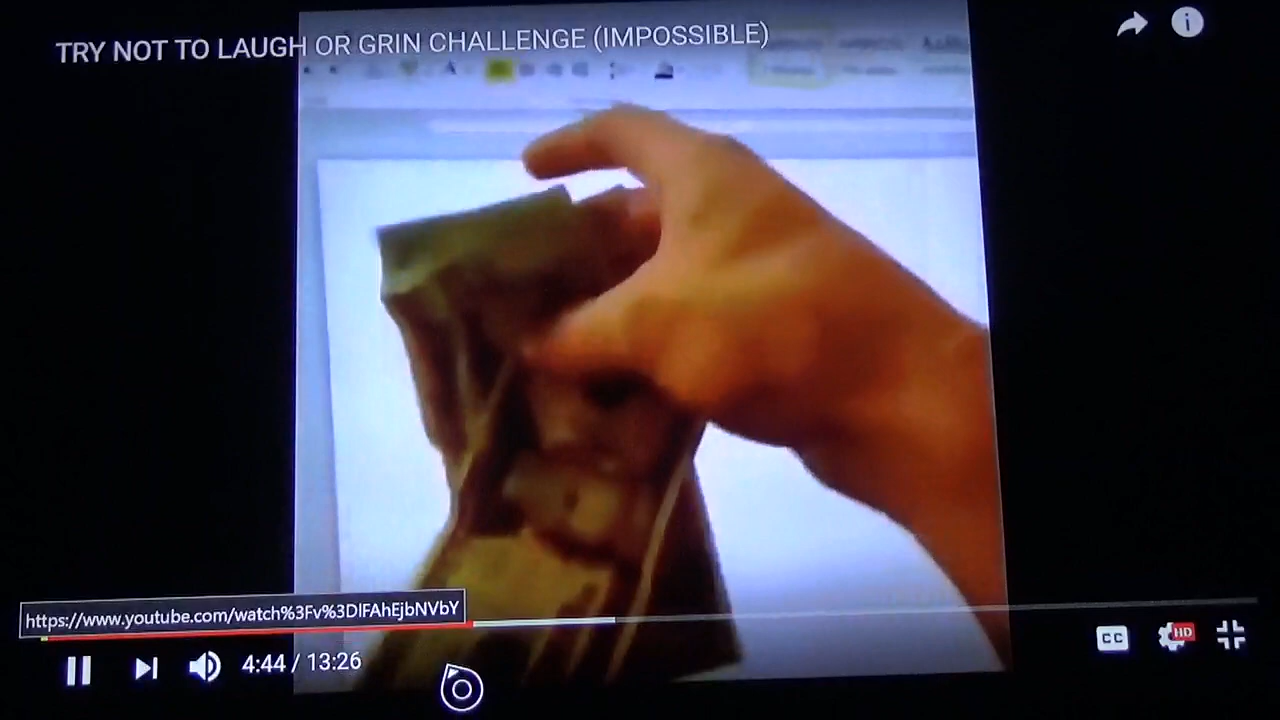 TRY NOT TO LAUGH OR GRIN CHALLENGE (IMPOSSIBLE)
https://www.youtube.com/watch%3Fv%3DlFAhEjbNVbY
4:44 / 13:26
CC
HD